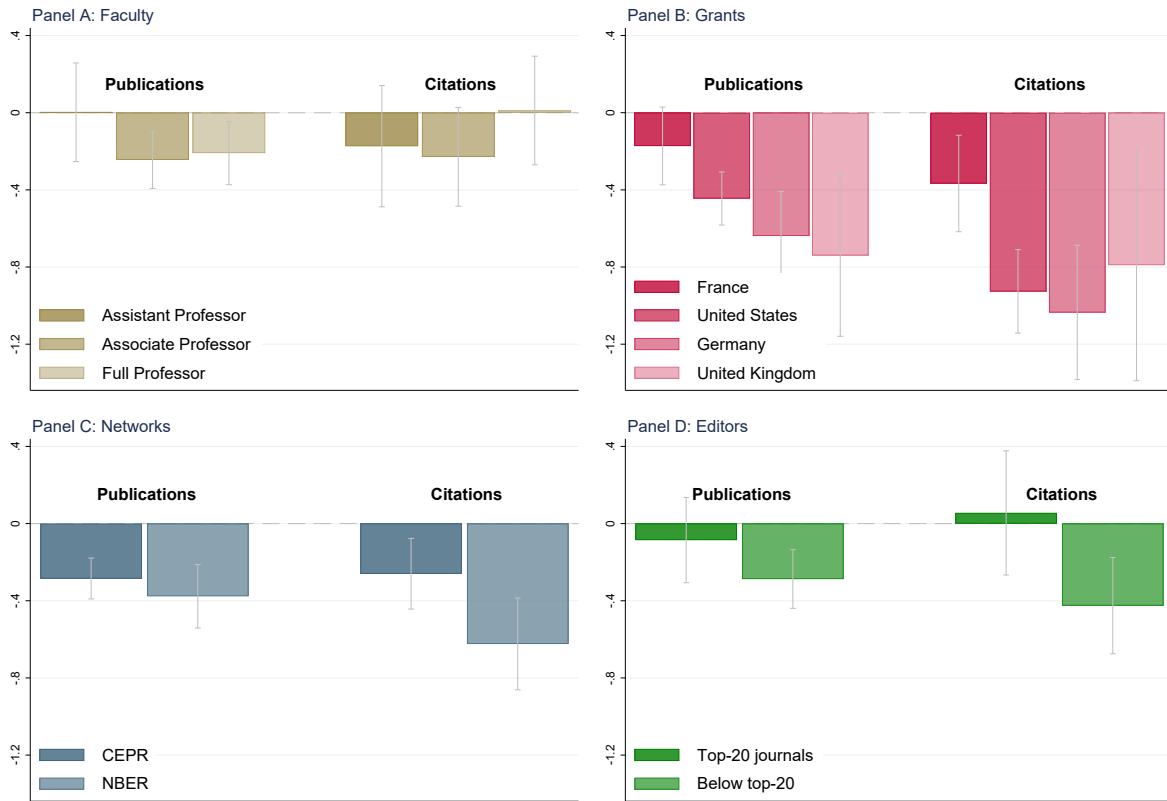 Panel A: Faculty
.4
0
-.4
-.8
-1.2
Publications
Citations
Assistant Professor
Associate Professor
Full Professor
Panel B: Grants
.4
0
-.4
-.8
-1.2
Publications
Citations
France
United States
Germany
United Kingdom
Panel C: Networks
.4
0
-.4
-.8
-1.2
Publications
Citations
CEPR
NBER
Panel D: Editors
.4
0
-.4
-.8
-1.2
Publications
Citations
Top-20 journals
Below top-20